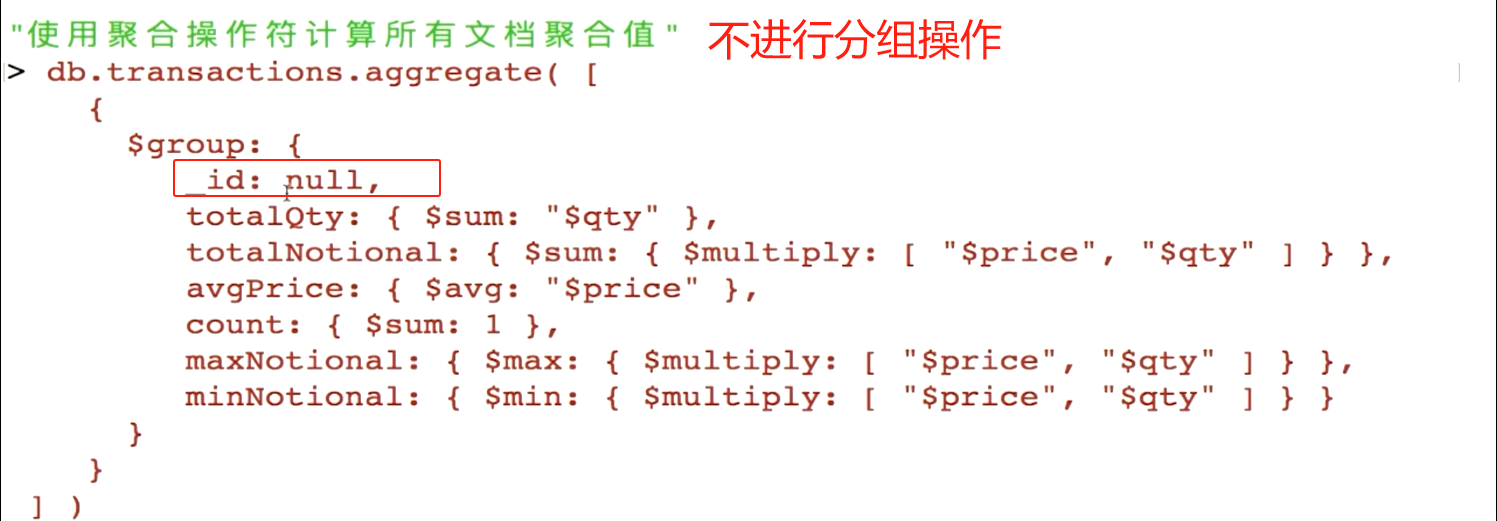 "使用聚合操作符计算所有文档聚合值" 不进行分组操作
> db.transactions.aggregate( [
{
$group: {
_id: null,
totalQty: { $sum: "$qty" },
totalNotional: { $sum: { $multiply: [ "$price", "$qty" ] } },
avgPrice: { $avg: "$price" },
count: { $sum: 1 },
maxNotional: { $max: { $multiply: [ "$price", "$qty" ] } },
minNotional: { $min: { $multiply: [ "$price", "$qty" ] } }
}
}
] )